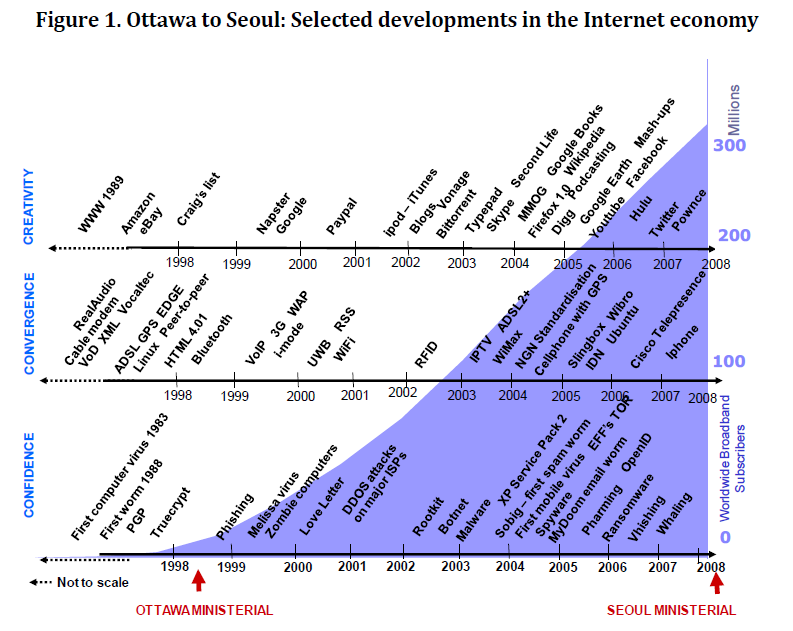 Figure 1. Ottawa to Seoul: Selected developments in the Internet economy
Millions
300
200
100
0
Worldwide Broadband
Subscribers
CREATIVITY
WWW 1989
Amazon
eBay
Craig's list
Napster
Google
Paypal
ipod – iTunes
Blogs
Vonage
Bittorrent
Typepad
Skype
Second Life
MMOG
Google Books
Firefox 1.0
Wikipedia
Digg
Podcasting
Google Earth
Youtube
Facebook
Mash-ups
Hulu
Twitter
Pownce
1998
1999
2000
2001
2002
2003
2004
2005
2006
2007
2008
CONVERGENCE
RealAudio
Cable modem
VoD XML Vocaltec
ADSL GPS EDGE
Linux Peer-to-peer
HTML 4.01
Bluetooth
VoIP 3G WAP
i-mode
UWB RSS
WiFi
RFID
IPTV ADSL2+
WiMax
NGN Standardisation
Cellphone with GPS
Slingbox Wibro
IDN Ubuntu
Cisco Telepresence
Iphone
1998
1999
2000
2001
2002
2003
2004
2005
2006
2007
2008
CONFIDENCE
First computer virus 1983
First worm 1988
PGP
Truecrypt
Phishing
Melissa virus
Zombie computers
Love Letter
DDOS attacks
on major ISPs
Rootkit
Botnet
Malware
XP Service Pack 2
Sobig – first spam worm
First mobile virus
EFF's TOR
Spyware
MyDoom email worm
Pharming
OpenID
Ransomware
Vhishing
Whaling
1998
1999
2000
2001
2002
2003
2004
2005
2006
2007
2008
Not to scale
OTTAWA MINISTERIAL
SEOUL MINISTERIAL